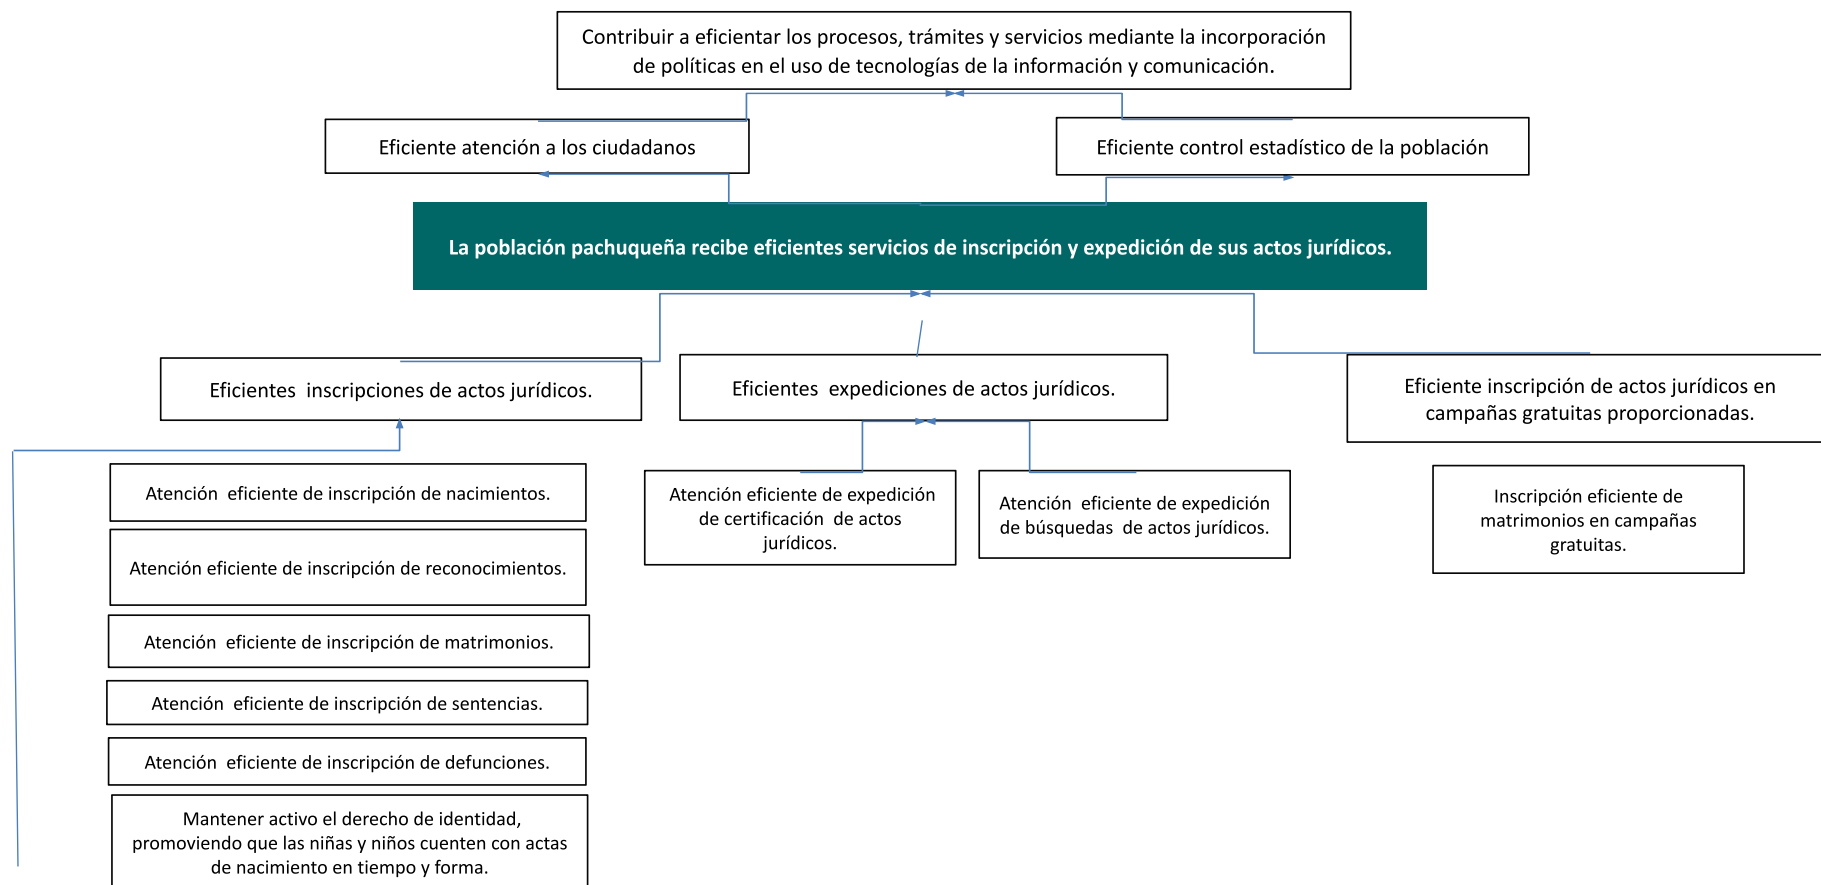 Contribuir a eficientar los procesos, trámites y servicios mediante la incorporación
de políticas en el uso de tecnologías de la información y comunicación.
Eficiente atención a los ciudadanos
Eficiente control estadístico de la población
La población pachuqueña recibe eficientes servicios de inscripción y expedición de sus actos jurídicos.
Eficientes inscripciones de actos jurídicos.
Eficientes expediciones de actos jurídicos.
Eficiente inscripción de actos jurídicos en
campañas gratuitas proporcionadas.
Atención eficiente de inscripción de nacimientos.
Atención eficiente de inscripción de reconocimientos.
Atención eficiente de inscripción de matrimonios.
Atención eficiente de inscripción de sentencias.
Atención eficiente de inscripción de defunciones.
Mantener activo el derecho de identidad,
promoviendo que las niñas y niños cuenten con actas
de nacimiento en tiempo y forma.
Atención eficiente de expedición
de certificación de actos
jurídicos.
Atención eficiente de expedición
de búsquedas de actos jurídicos.
Inscripción eficiente de
matrimonios en campañas
gratuitas.